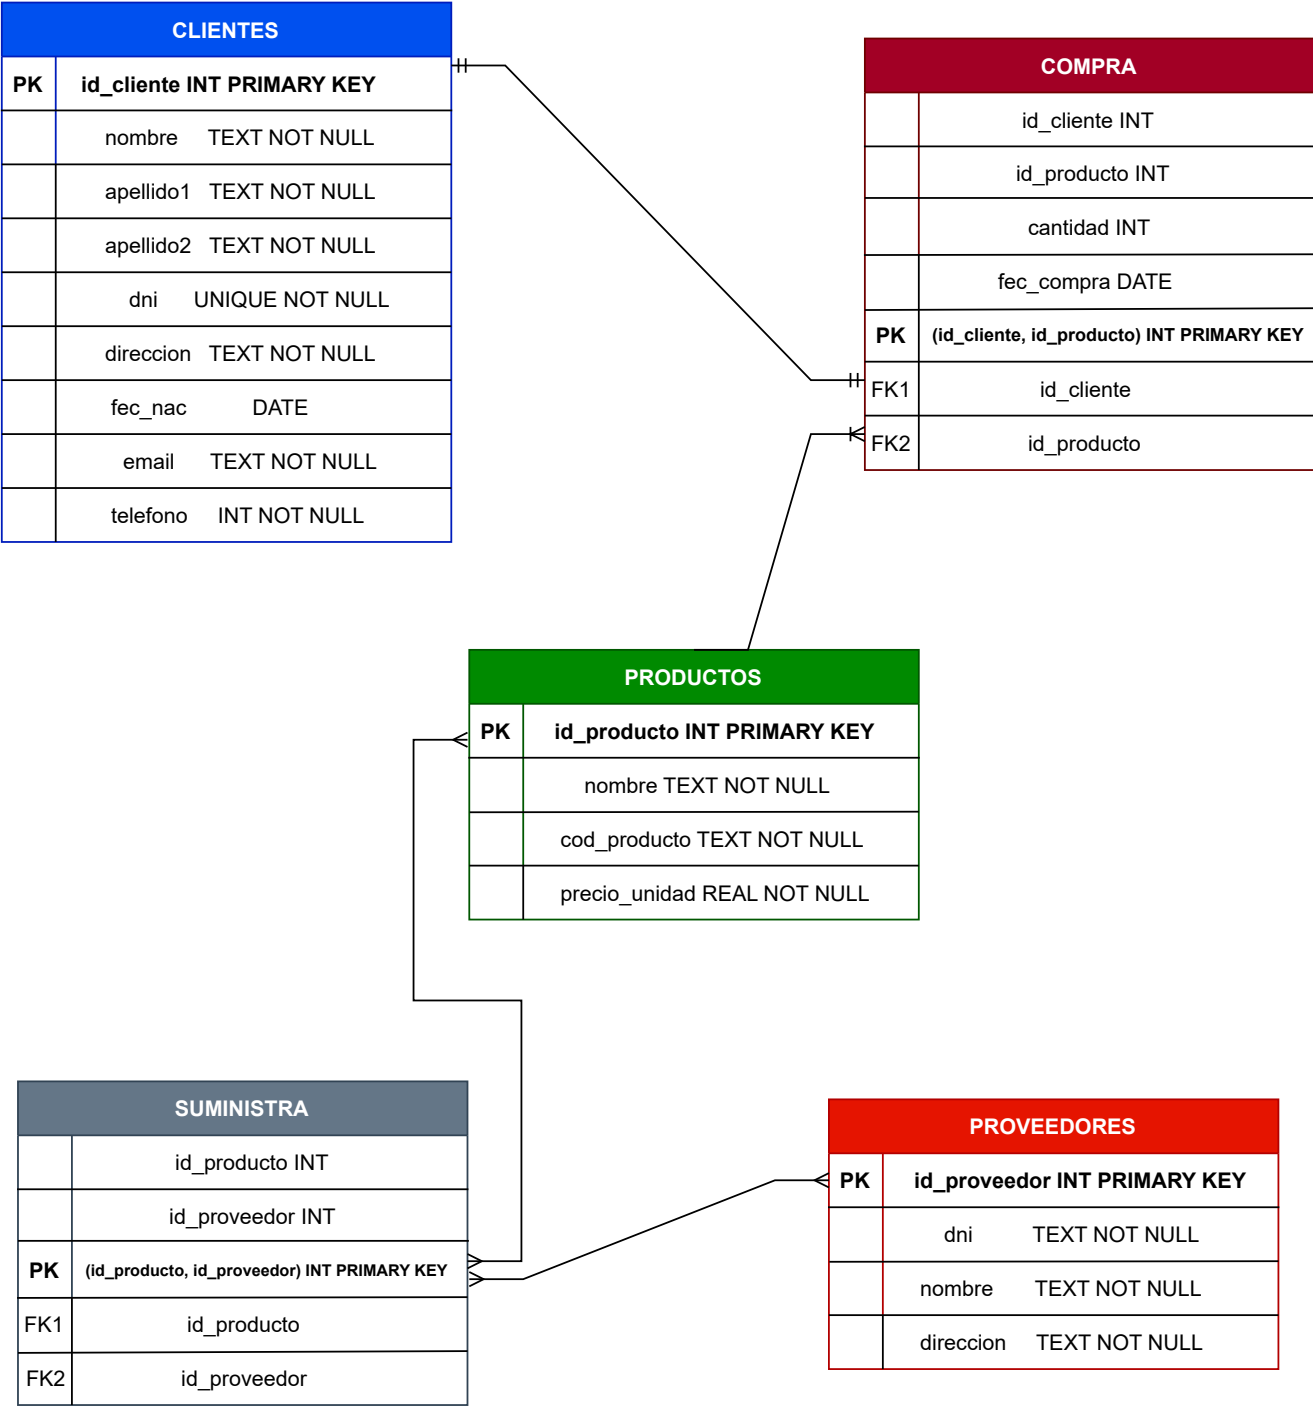 CLIENTES
PK id_cliente INT PRIMARY KEY
nombre TEXT NOT NULL
apellido1 TEXT NOT NULL
apellido2 TEXT NOT NULL
dni UNIQUE NOT NULL
direccion TEXT NOT NULL
fec_nac DATE
email TEXT NOT NULL
telefono INT NOT NULL
COMPRA
id_cliente INT
id_producto INT
cantidad INT
fec_compra DATE
PK (id_cliente, id_producto) INT PRIMARY KEY
FK1 id_cliente
FK2 id_producto
PRODUCTOS
PK id_producto INT PRIMARY KEY
nombre TEXT NOT NULL
cod_producto TEXT NOT NULL
precio_unidad REAL NOT NULL
SUMINISTRA
id_producto INT
id_proveedor INT
PK (id_producto, id_proveedor) INT PRIMARY KEY
FK1 id_producto
FK2 id_proveedor
PROVEEDORES
PK id_proveedor INT PRIMARY KEY
dni TEXT NOT NULL
nombre TEXT NOT NULL
direccion TEXT NOT NULL